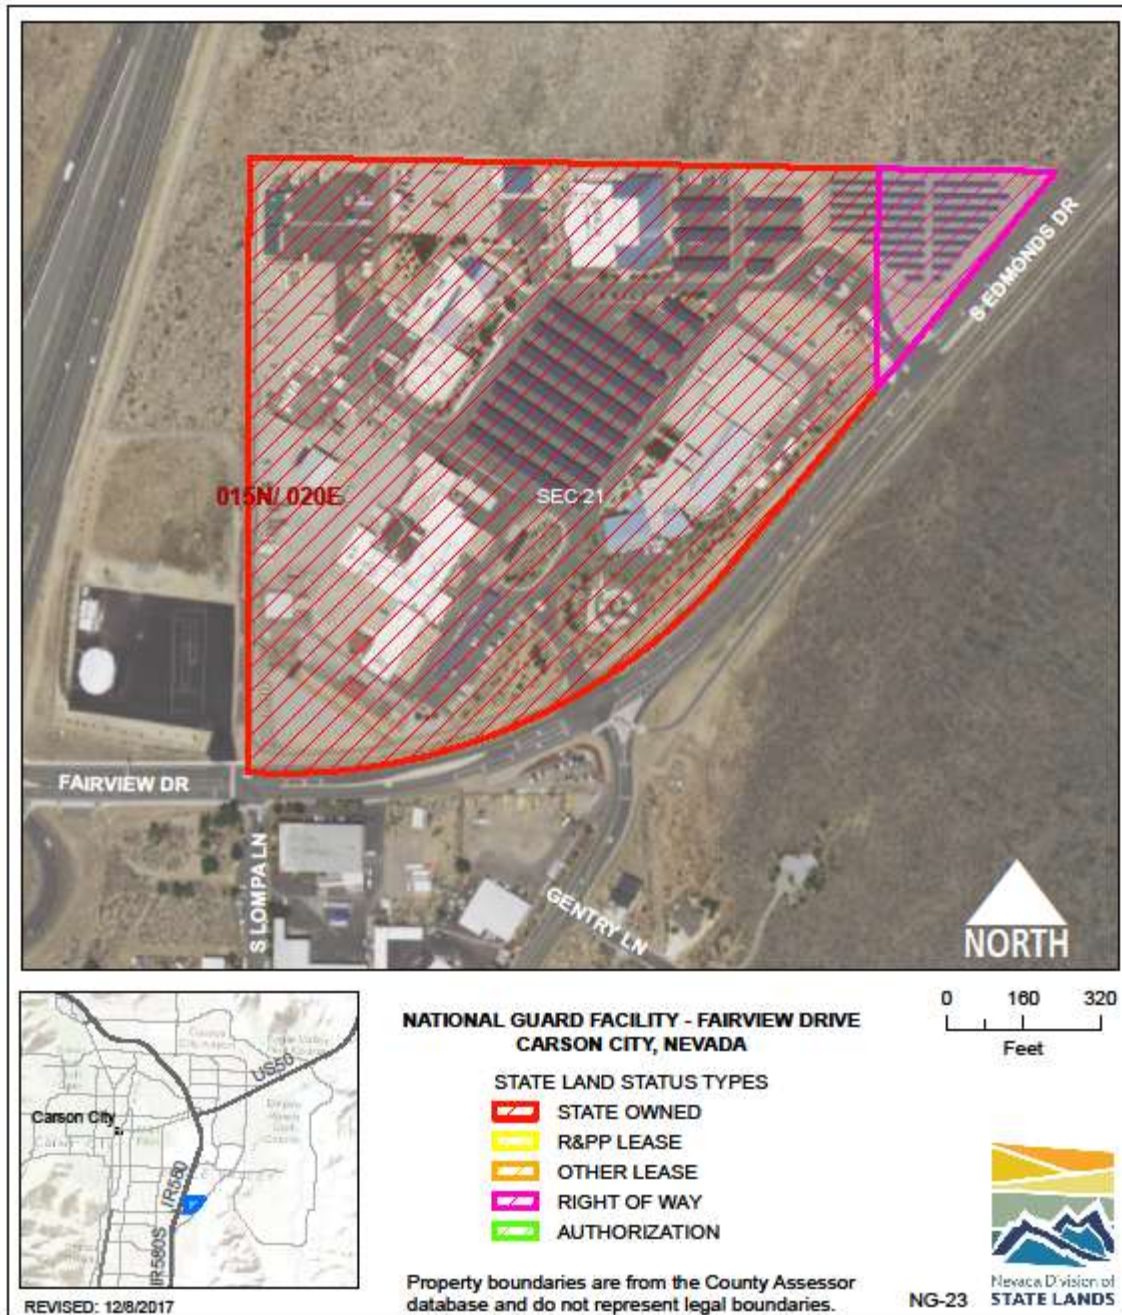 S EDMONDS DR
015N/ 020E
SEC 21
FAIRVIEW DR
S LOMPA LN
GENTRY LN
NORTH
US50
Carson City
IR580
IR580S
REVISED: 12/8/2017
NATIONAL GUARD FACILITY - FAIRVIEW DRIVE
CARSON CITY, NEVADA
STATE LAND STATUS TYPES
STATE OWNED
R&PP LEASE
OTHER LEASE
RIGHT OF WAY
AUTHORIZATION
Property boundaries are from the County Assessor
database and do not represent legal boundaries.
0 160 320
Feet
Nevada Division of
STATE LANDS
NG-23